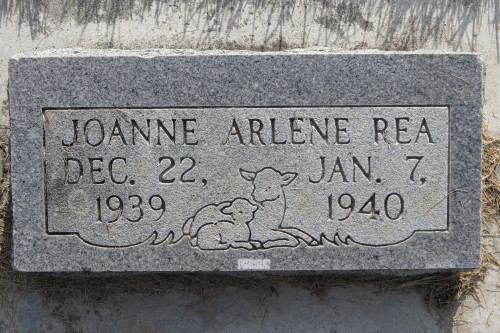 JOANNE ARLENE REA
DEC. 22, JAN. 7,
1939 1940